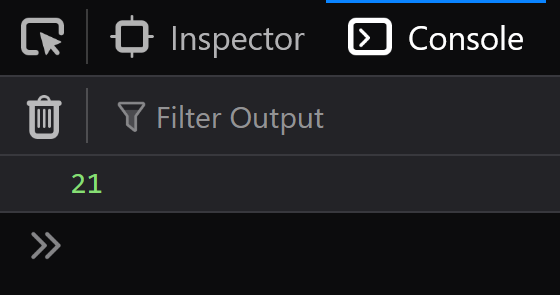 Inspector Console
Filter Output
21